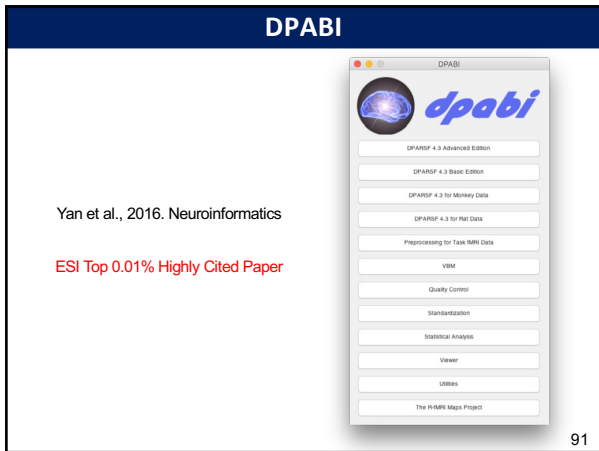 DPABI
Yan et al., 2016. Neuroinformatics
ESI Top 0.01% Highly Cited Paper
DPABI
dpabi
DPARSF 4.3 Advanced Edition
DPARSF 4.3 Basic Edition
DPARSF 4.3 for Monkey Data
DPARSF 4.3 for Rat Data
Preprocessing for Task fMRI Data
VBM
Quality Control
Standardization
Statistical Analysis
Viewer
Utilities
The R-fMRI Maps Project
91